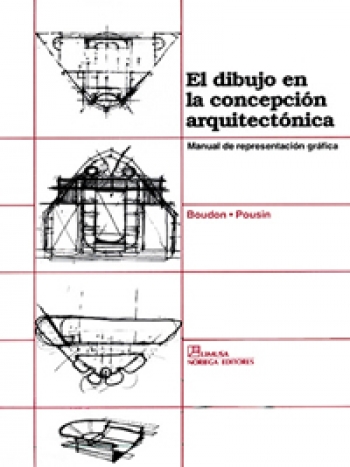 El dibujo en
la concepción
arquitectónica
Manual de representación gráfica
Boudon • Pousin
LIMUSA
NORIEGA EDITORES